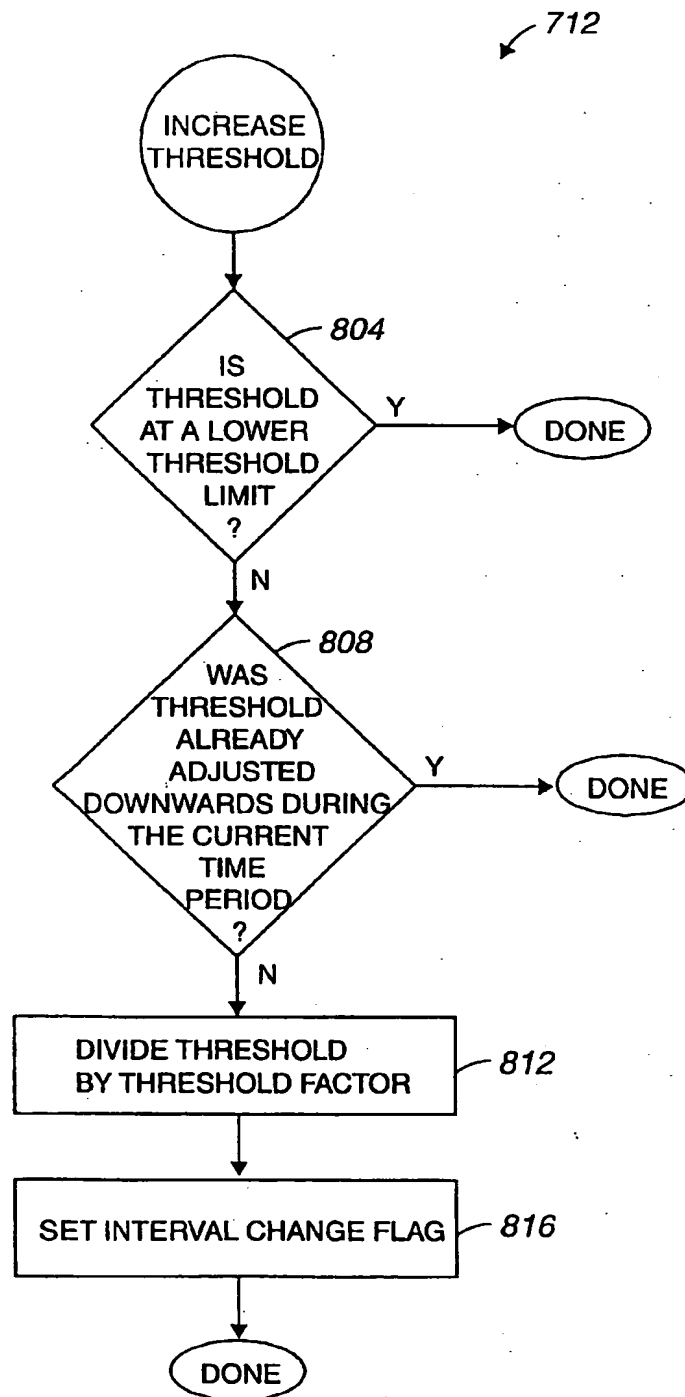 712
INCREASE
THRESHOLD
804
IS
THRESHOLD
AT A LOWER
THRESHOLD
LIMIT
?
Y
DONE
N
808
WAS
THRESHOLD
ALREADY
ADJUSTED
DOWNWARDS DURING
THE CURRENT
TIME
PERIOD
?
Y
DONE
N
DIVIDE THRESHOLD
BY THRESHOLD FACTOR
812
SET INTERVAL CHANGE FLAG
816
DONE